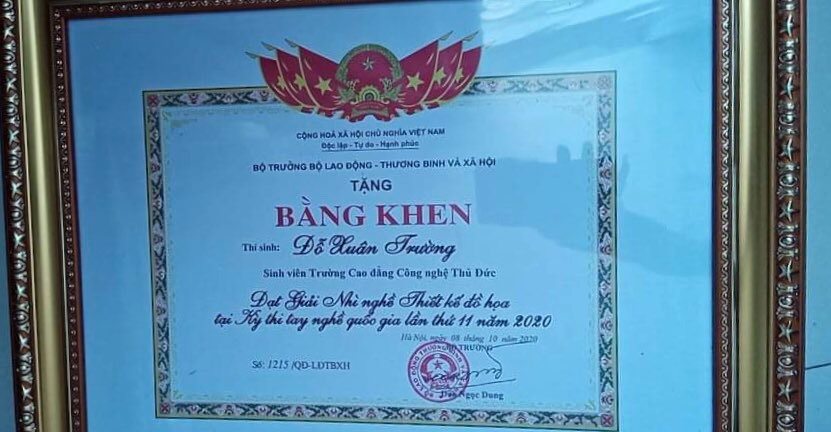 CỘNG HOÀ XÃ HỘI CHỦ NGHĨA VIỆT NAM
Độc lập - Tự do - Hạnh phúc
BỘ TRƯỞNG BỘ LAO ĐỘNG - THƯƠNG BINH VÀ XÃ HỘI
TẶNG
BẰNG KHEN
Thí sinh: Đỗ Xuân Trường
Sinh viên Trường Cao đẳng Công nghệ Thủ Đức
Đạt Giải Nhì nghề Thiết kế đồ họa
tại Kỳ thi tay nghề quốc gia lần thứ 11 năm 2020
Hà Nội, ngày 08 tháng 10 năm 2020
BỘ TRƯỞNG
Số: 1215 /QĐ-LĐTBXH
Đào Ngọc Dung